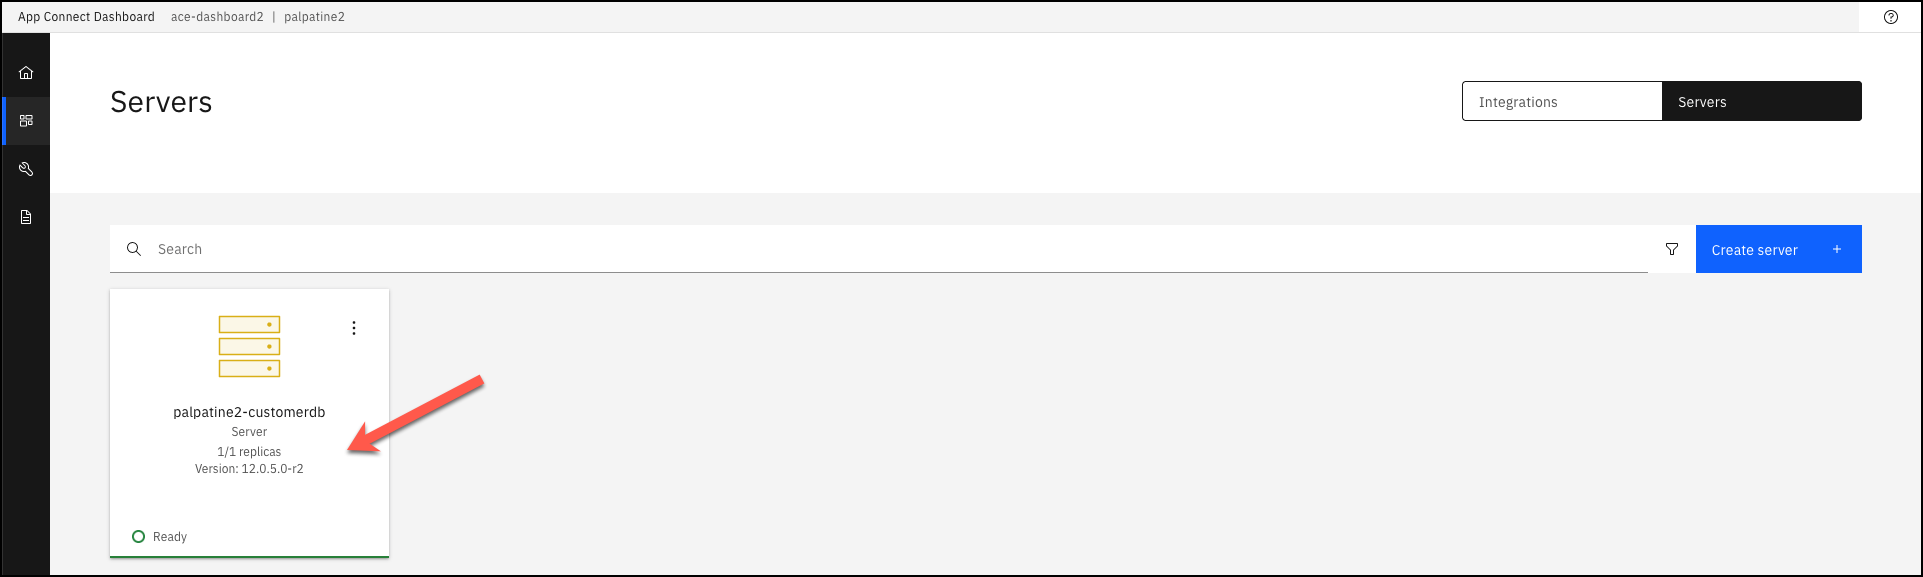 App Connect Dashboard ace-dashboard2 | palpatine2
Servers
Integrations
Servers
Search
Create server +
palpatine2-customerdb
Server
1/1 replicas
Version: 12.0.5.0-r2
Ready